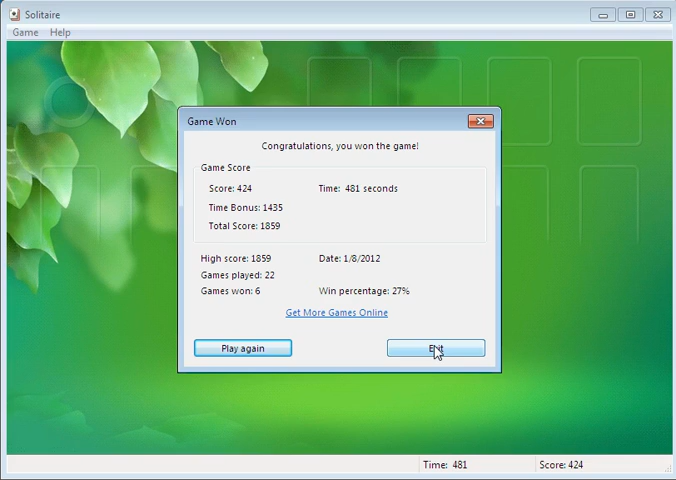 Solitaire
Game Help
Game Won
Congratulations, you won the game!
Game Score
Score: 424 Time: 481 seconds
Time Bonus: 1435
Total Score: 1859
High score: 1859 Date: 1/8/2012
Games played: 22
Games won: 6 Win percentage: 27%
Get More Games Online
Play again Exit
Time: 481 Score: 424